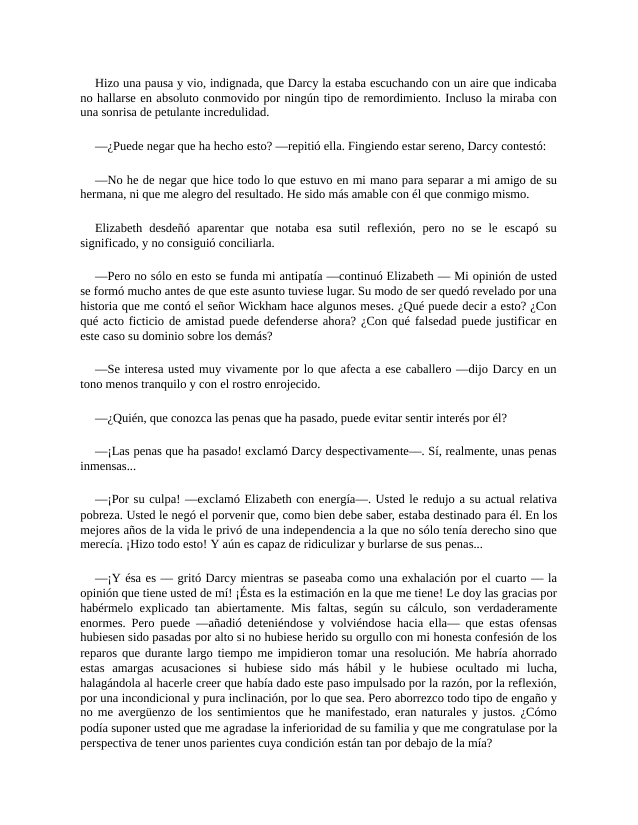 Hizo una pausa y vio, indignada, que Darcy la estaba escuchando con un aire que indicaba
no hallarse en absoluto conmovido por ningún tipo de remordimiento. Incluso la miraba con
una sonrisa de petulante incredulidad.
—¿Puede negar que ha hecho esto? —repitió ella. Fingiendo estar sereno, Darcy contestó:
—No he de negar que hice todo lo que estuvo en mi mano para separar a mi amigo de su
hermana, ni que me alegro del resultado. He sido más amable con él que conmigo mismo.
Elizabeth desdeñó aparentar que notaba esa sutil reflexión, pero no se le escapó su
significado, y no consiguió conciliarla.
—Pero no sólo en esto se funda mi antipatía —continuó Elizabeth — Mi opinión de usted
se formó mucho antes de que este asunto tuviese lugar. Su modo de ser quedó revelado por una
historia que me contó el señor Wickham hace algunos meses. ¿Qué puede decir a esto? ¿Con
qué acto ficticio de amistad puede defenderse ahora? ¿Con qué falsedad puede justificar en
este caso su dominio sobre los demás?
—Se interesa usted muy vivamente por lo que afecta a ese caballero —dijo Darcy en un
tono menos tranquilo y con el rostro enrojecido.
—¿Quién, que conozca las penas que ha pasado, puede evitar sentir interés por él?
—¡Las penas que ha pasado! exclamó Darcy despectivamente—. Sí, realmente, unas penas
inmensas...
—¡Por su culpa! —exclamó Elizabeth con energía—. Usted le redujo a su actual relativa
pobreza. Usted le negó el porvenir que, como bien debe saber, estaba destinado para él. En los
mejores años de la vida le privó de una independencia a la que no sólo tenía derecho sino que
merecía. ¡Hizo todo esto! Y aún es capaz de ridiculizar y burlarse de sus penas...
—¡Y ésa es — gritó Darcy mientras se paseaba como una exhalación por el cuarto — la
opinión que tiene usted de mí! ¡Ésta es la estimación en la que me tiene! Le doy las gracias por
habérmelo explicado tan abiertamente. Mis faltas, según su cálculo, son verdaderamente
enormes. Pero puede —añadió deteniéndose y volviéndose hacia ella— que estas ofensas
hubiesen sido pasadas por alto si no hubiese herido su orgullo con mi honesta confesión de los
reparos que durante largo tiempo me impidieron tomar una resolución. Me habría ahorrado
estas amargas acusaciones si hubiese sido más hábil y le hubiese ocultado mi lucha,
halagándola al hacerle creer que había dado este paso impulsado por la razón, por la reflexión,
por una incondicional y pura inclinación, por lo que sea. Pero aborrezco todo tipo de engaño y
no me avergüenzo de los sentimientos que he manifestado, eran naturales y justos. ¿Cómo
podía suponer usted que me agradase la inferioridad de su familia y que me congratulase por la
perspectiva de tener unos parientes cuya condición están tan por debajo de la mía?